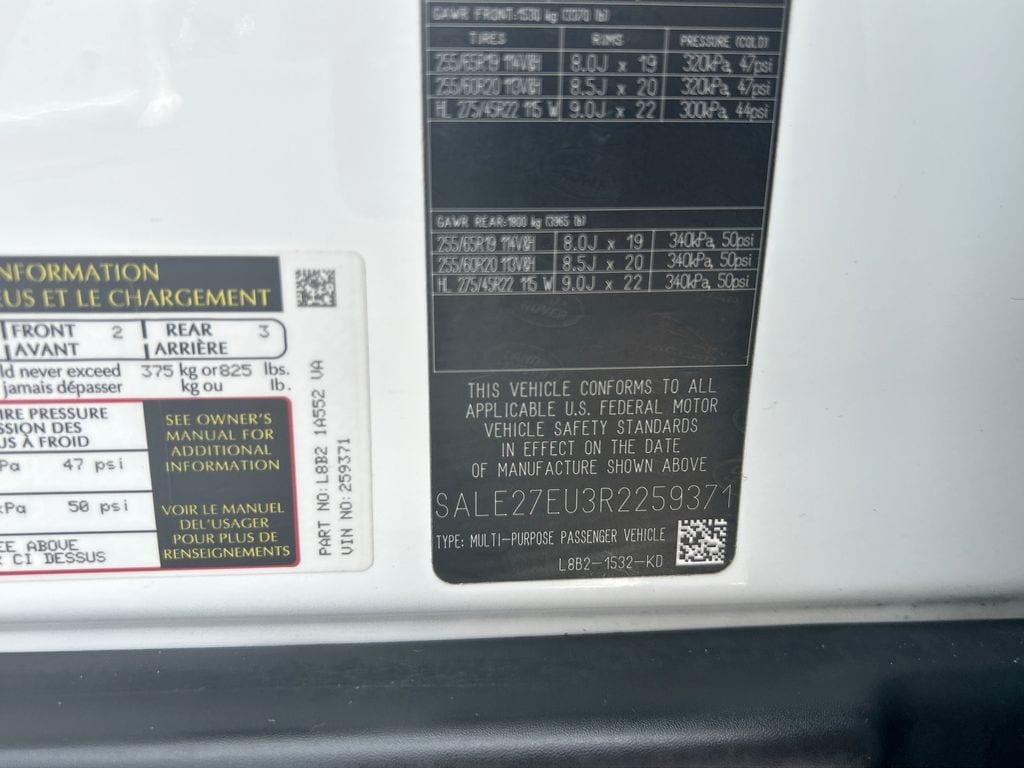 NFORMATION
EUS ET LE CHARGEMENT
FRONT 2 REAR 3
AVANT ARRIÈRE
ld never exceed 375 kg or 825 lbs.
jamais dépasser kg ou lb.
IRE PRESSURE
SSION DES
US À FROID
Pa 47 psi
kPa 50 psi
EE ABOVE
CI DESSUS
SEE OWNER'S
MANUAL FOR
ADDITIONAL
INFORMATION
VOIR LE MANUEL
DE L'USAGER
POUR PLUS DE
RENSEIGNEMENTS
PART NO: L8B2 1A552 VA
VIN NO: 259371
GAWR FRONT:1530 kg (3370 lb)
TIRES RIMS PRESSURE (COLD)
255/65R19 114V&H 8.0J x 19 320kPa, 47psi
255/60R20 113V&H 8.5J x 20 320kPa, 47psi
HL 275/45R22 115 W 9.0J x 22 300kPa, 44psi
GAWR REAR:1800 kg (3965 lb)
255/65R19 114V&H 8.0J x 19 340kPa, 50psi
255/60R20 113V&H 8.5J x 20 340kPa, 50psi
HL 275/45R22 115 W 9.0J x 22 340kPa, 50psi
THIS VEHICLE CONFORMS TO ALL
APPLICABLE U.S. FEDERAL MOTOR
VEHICLE SAFETY STANDARDS
IN EFFECT ON THE DATE
OF MANUFACTURE SHOWN ABOVE
SALE27EU3R2259371
TYPE: MULTI-PURPOSE PASSENGER VEHICLE
L8B2-1532-KD